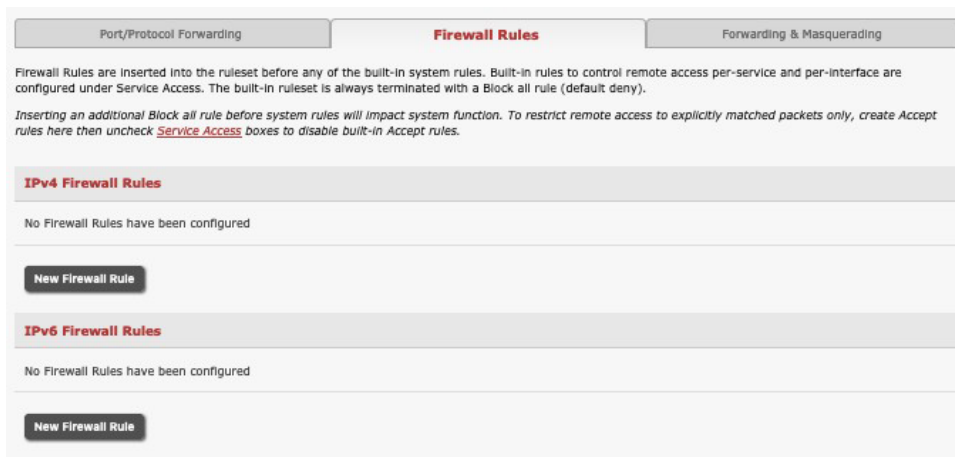 Port/Protocol Forwarding
Firewall Rules
Forwarding & Masquerading
Firewall Rules are inserted into the ruleset before any of the built-in system rules. Built-in rules to control remote access per-service and per-interface are
configured under Service Access. The built-in ruleset is always terminated with a Block all rule (default deny).
Inserting an additional Block all rule before system rules will impact system function. To restrict remote access to explicitly matched packets only, create Accept
rules here then uncheck Service Access boxes to disable built-in Accept rules.
IPv4 Firewall Rules
No Firewall Rules have been configured
New Firewall Rule
IPv6 Firewall Rules
No Firewall Rules have been configured
New Firewall Rule